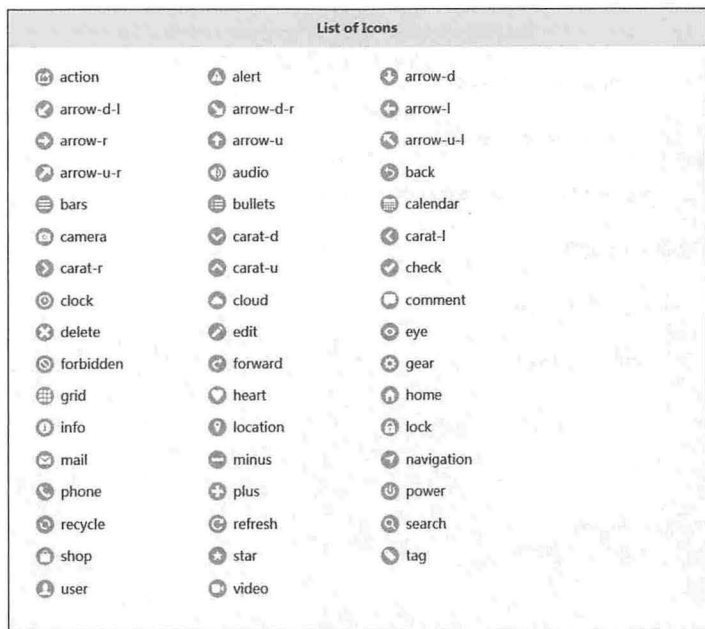 List of Icons
action alert arrow-d
arrow-d-l arrow-d-r arrow-l
arrow-r arrow-u arrow-u-l
arrow-u-r audio back
bars bullets calendar
camera carat-d carat-l
carat-r carat-u check
clock cloud comment
delete edit eye
forbidden forward gear
grid heart home
info location lock
mail minus navigation
phone plus power
recycle refresh search
shop star tag
user video